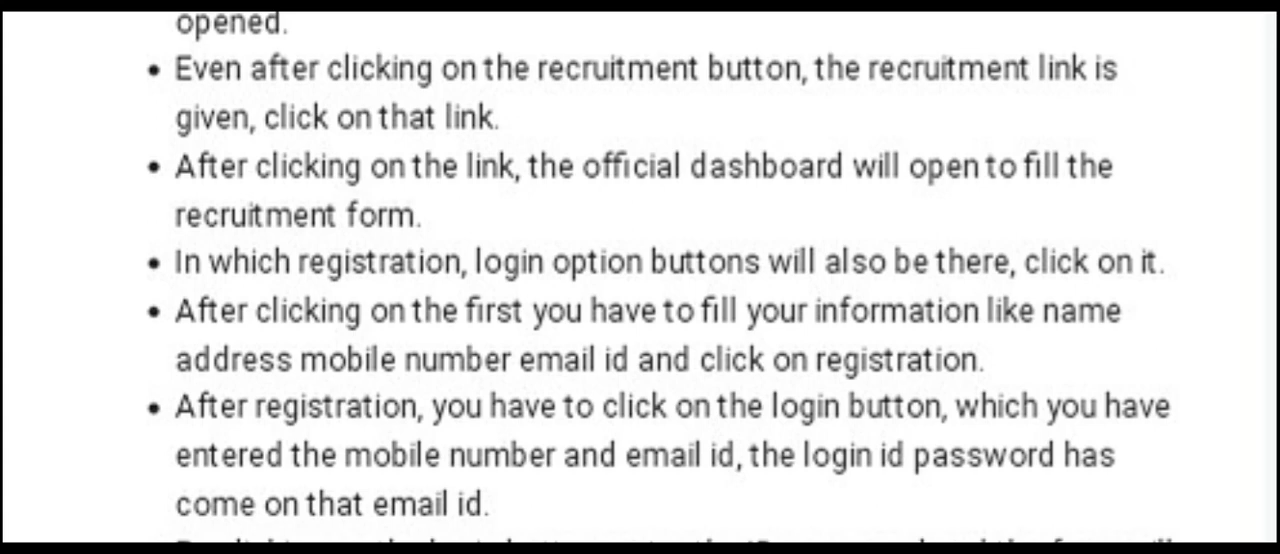 opened.
• Even after clicking on the recruitment button, the recruitment link is
given, click on that link.
• After clicking on the link, the official dashboard will open to fill the
recruitment form.
• In which registration, login option buttons will also be there, click on it.
• After clicking on the first you have to fill your information like name
address mobile number email id and click on registration.
• After registration, you have to click on the login button, which you have
entered the mobile number and email id, the login id password has
come on that email id.